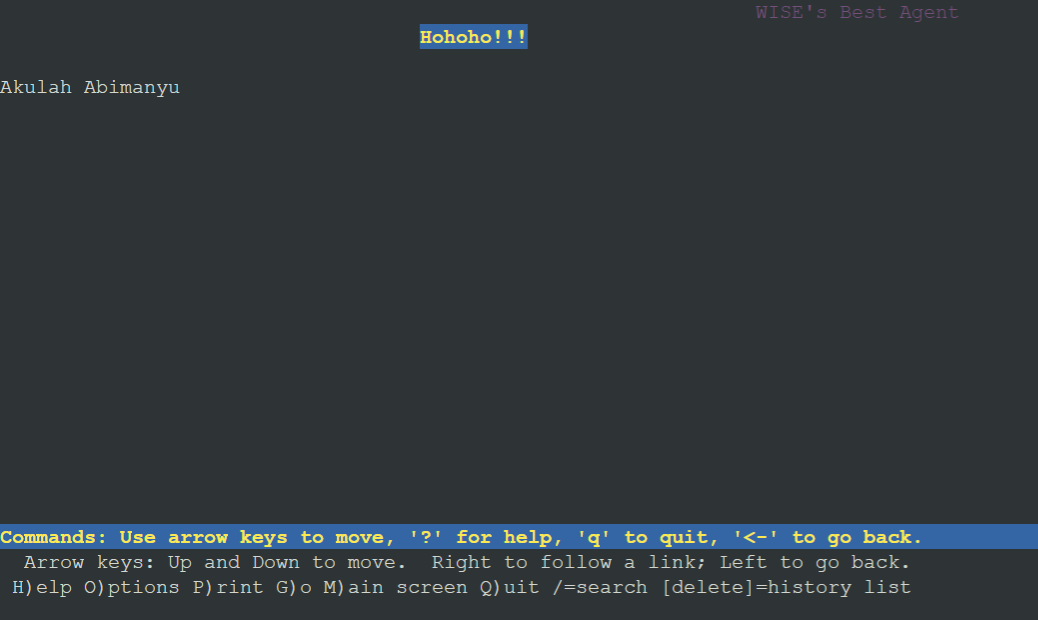 WISE's Best Agent
Hohoho!!!
Akulah Abimanyu
Commands: Use arrow keys to move, '?' for help, 'q' to quit, '<-' to go back.
Arrow keys: Up and Down to move.  Right to follow a link; Left to go back.
H)elp O)ptions P)rint G)o M)ain screen Q)uit /=search [delete]=history list